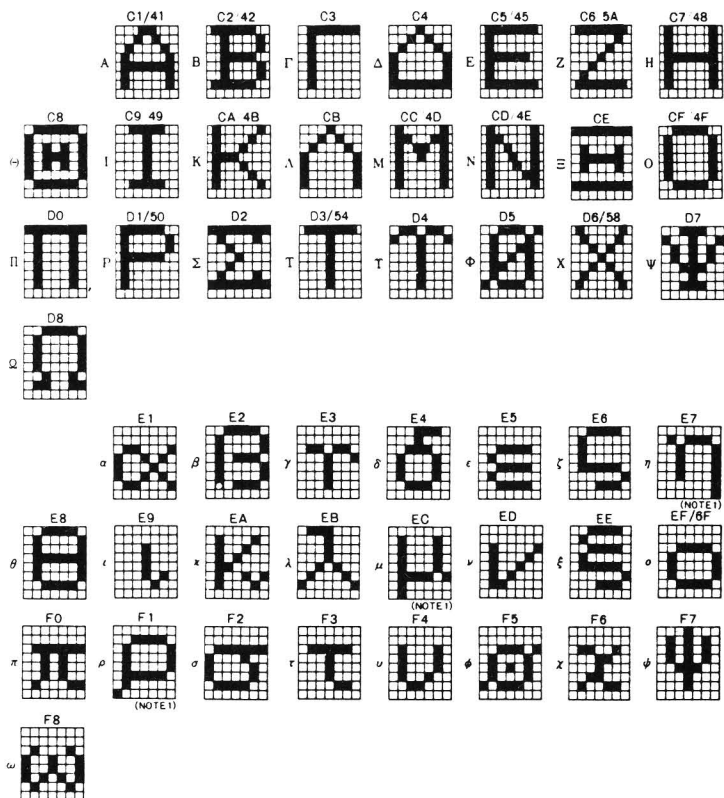 C1/41 C2/42 C3 C4 C5/45 C6 5A C7/48
Α Β Γ Δ Ε Ζ Η
C8 C9 49 CA 4B CB CC 4D CD/4E CE CF/4F
Θ Ι Κ Λ Μ Ν Ξ Ο
D0 D1/50 D2 D3/54 D4 D5 D6/58 D7
Π Ρ Σ Τ Υ Φ Χ Ψ
D8
Ω
E1 E2 E3 E4 E5 E6 E7
α β γ δ ε ζ η
(NOTE1)
E8 E9 EA EB EC ED EE EF/6F
θ ι κ λ μ ν ξ ο
(NOTE1)
F0 F1 F2 F3 F4 F5 F6 F7
π ρ σ τ υ φ χ ψ
(NOTE1)
F8
ω